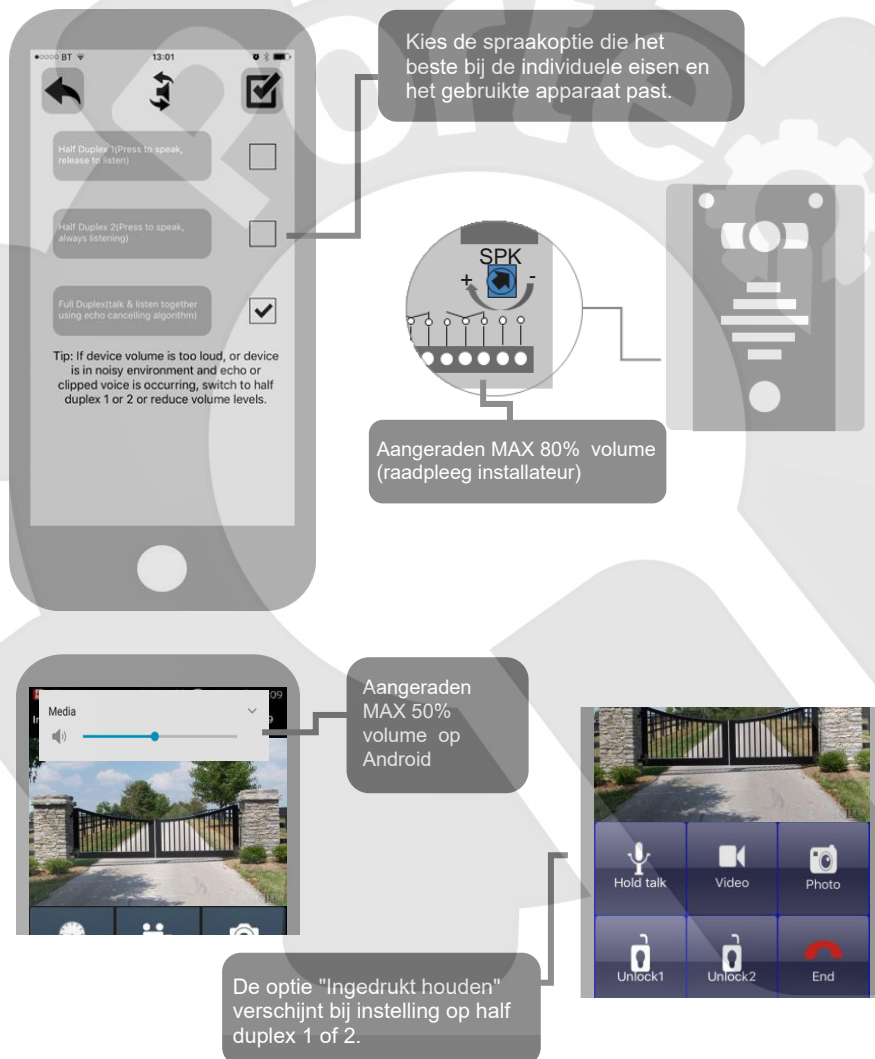 BT 13:01
Kies de spraakoptie die het
beste bij de individuele eisen en
het gebruikte apparaat past.
Half Duplex 1(Press to speak,
release to listen)
Half Duplex 2(Press to speak,
always listening)
Full Duplex(talk & listen together
using echo cancelling algorithm)
Tip: If device volume is too loud, or device
is in noisy environment and echo or
clipped voice is occurring, switch to half
duplex 1 or 2 or reduce volume levels.
SPK
+ -
Aangeraden MAX 80% volume
(raadpleeg installateur)
Media
Aangeraden
MAX 50%
volume op
Android
Hold talk
Video
Photo
Unlock1
Unlock2
End
De optie "Ingedrukt houden"
verschijnt bij instelling op half
duplex 1 of 2.